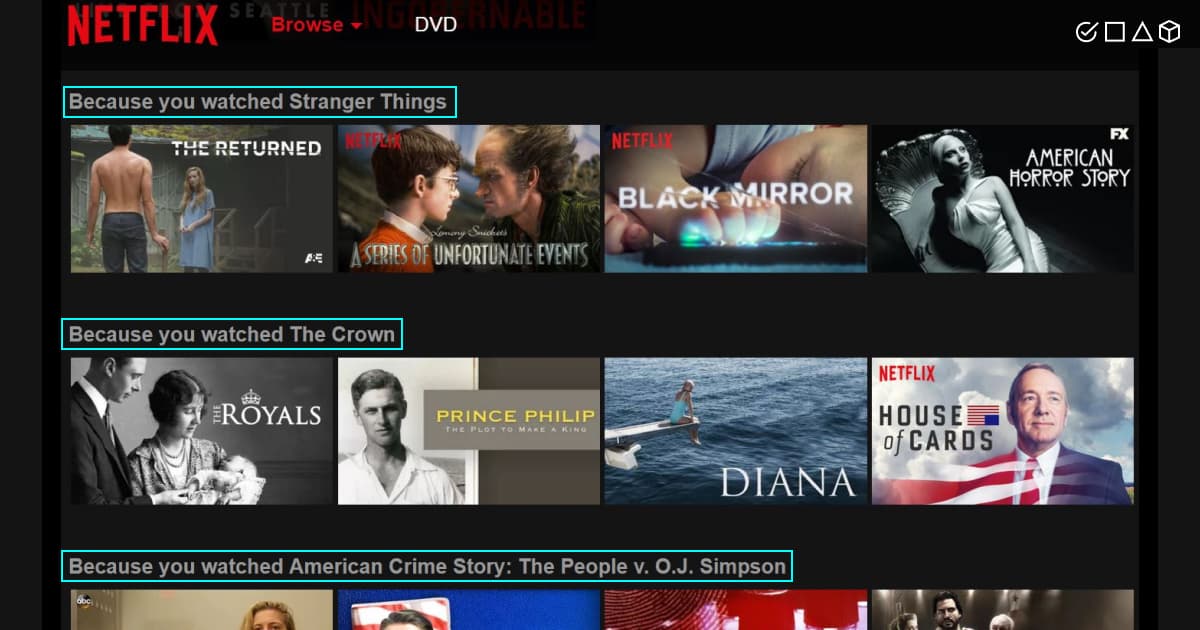 SEATTLE
INGOBERNABLE
NETFLIX
Browse
DVD
Because you watched Stranger Things
THE RETURNED
A&E
NETFLIX
Lemony Snicket's
A SERIES OF UNFORTUNATE EVENTS
NETFLIX
BLACK MIRROR
FX
AMERICAN
HORROR STORY
Because you watched The Crown
THE ROYALS
PRINCE PHILIP
THE PLOT TO MAKE A KING
DIANA
NETFLIX
HOUSE
of CARDS
Because you watched American Crime Story: The People v. O.J. Simpson
abc